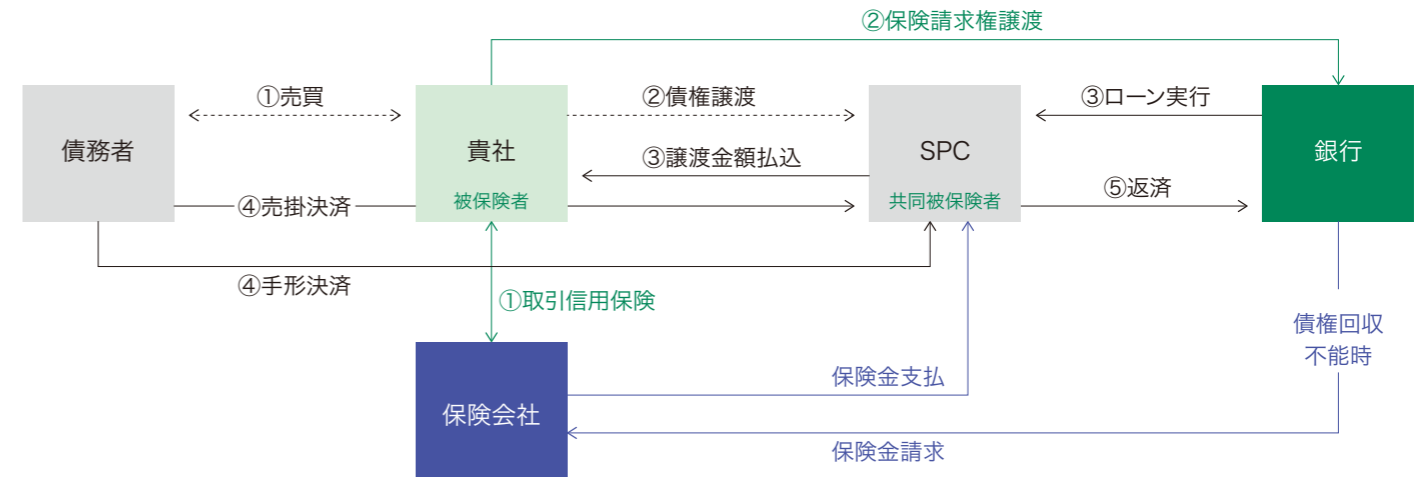 ②保険請求権譲渡
①売買
②債権譲渡
③ローン実行
債務者
貴社
SPC
銀行
③譲渡金額払込
被保険者
共同被保険者
④売掛決済
⑤返済
④手形決済
①取引信用保険
債権回収
不能時
保険金支払
保険会社
保険金請求